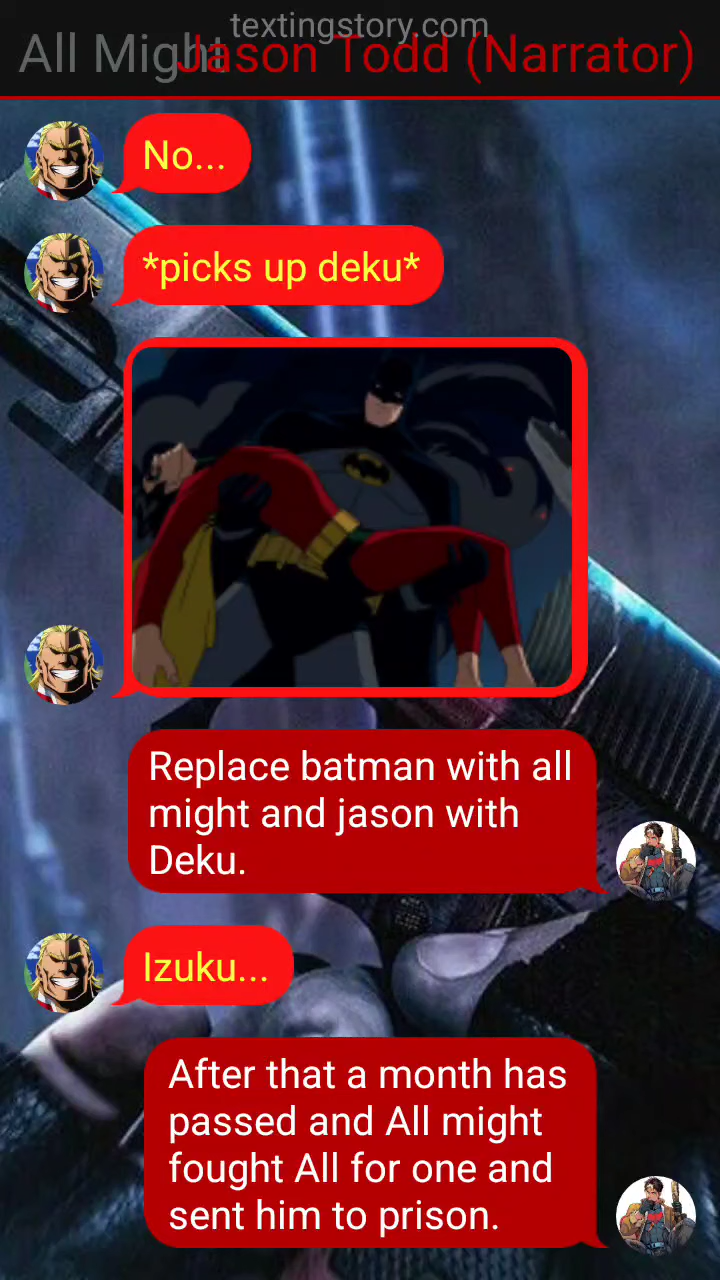 textingstory.com
All Might
Jason Todd (Narrator)
No...
*picks up deku*
Replace batman with all
might and jason with
Deku.
Izuku...
After that a month has
passed and All might
fought All for one and
sent him to prison.